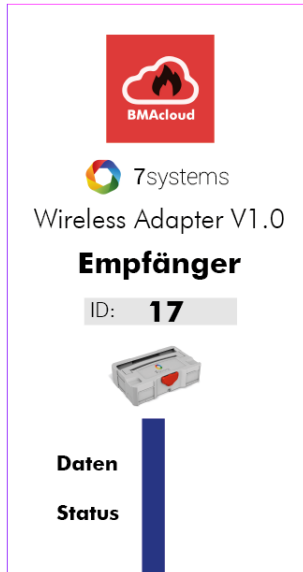 BMAcloud
7systems
Wireless Adapter V1.0
Empfänger
ID: 17
Daten
Status